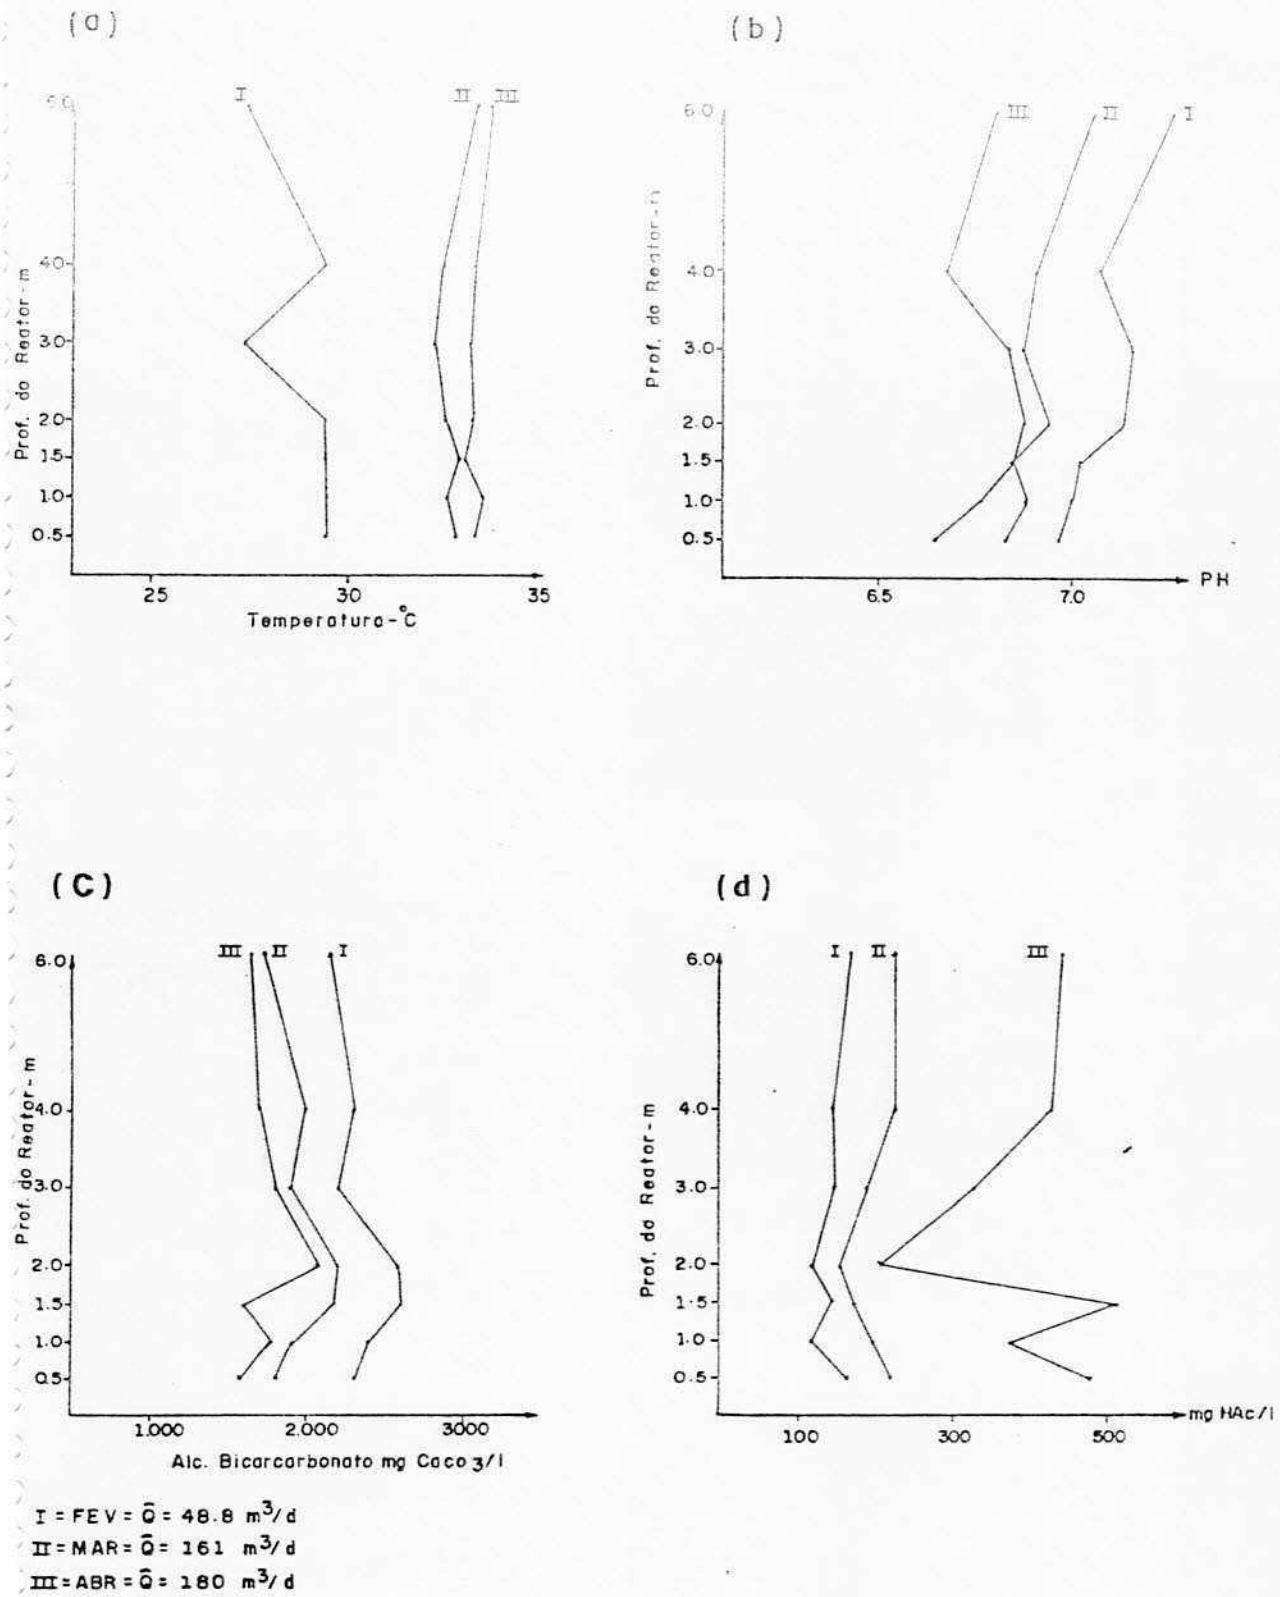 (a)
I
II
III
6.0
4.0
3.0
2.0
1.5
1.0
0.5
Prof. do Reator-m
25
30
35
Temperatura-°C
(b)
III
II
I
6.0
4.0
3.0
2.0
1.5
1.0
0.5
Prof. do Reator-m
6.5
7.0
PH
(C)
III
II
I
6.0
4.0
3.0
2.0
1.5
1.0
0.5
Prof. do Reator-m
1.000
2.000
3000
Alc. Bicarcarbonato mg Caco3/l
(d)
I
II
III
6.0
4.0
3.0
2.0
1.5
1.0
0.5
Prof. do Reator-m
100
300
500
mg HAc/l
I = FEV = Q̄ = 48.8 m³/d
II = MAR = Q̄ = 161 m³/d
III = ABR = Q̄ = 180 m³/d